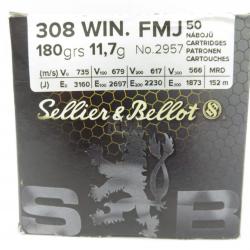 308 WIN. FMJ 50
NÁBOJŮ
CARTRIDGES
PATRONEN
CARTOUCHES
180grs 11,7g No.2957
(m/s) V₀ 735 V₁₀₀ 679 V₂₀₀ 617 V₃₀₀ 566 MRD
(J) E₀ 3160 E₁₀₀ 2697 E₂₀₀ 2230 E₃₀₀ 1873 152 m
Sellier & Bellot
S B